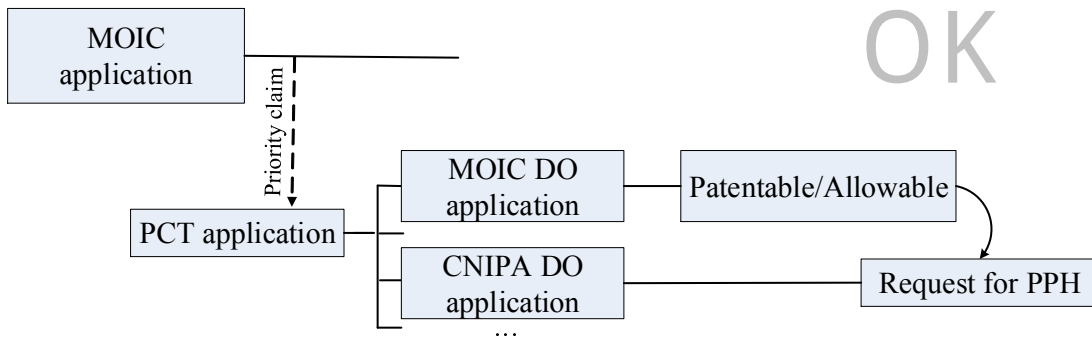 MOIC
application
OK
Priority claim
MOIC DO
application
Patentable/Allowable
PCT application
CNIPA DO
application
Request for PPH
...